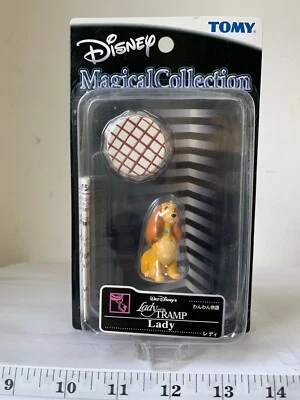 Disney
TOMY
Magical Collection
WALT DISNEY'S
Lady and the TRAMP
わんわん物語
Lady
レディ
9 10 11 12 13 14